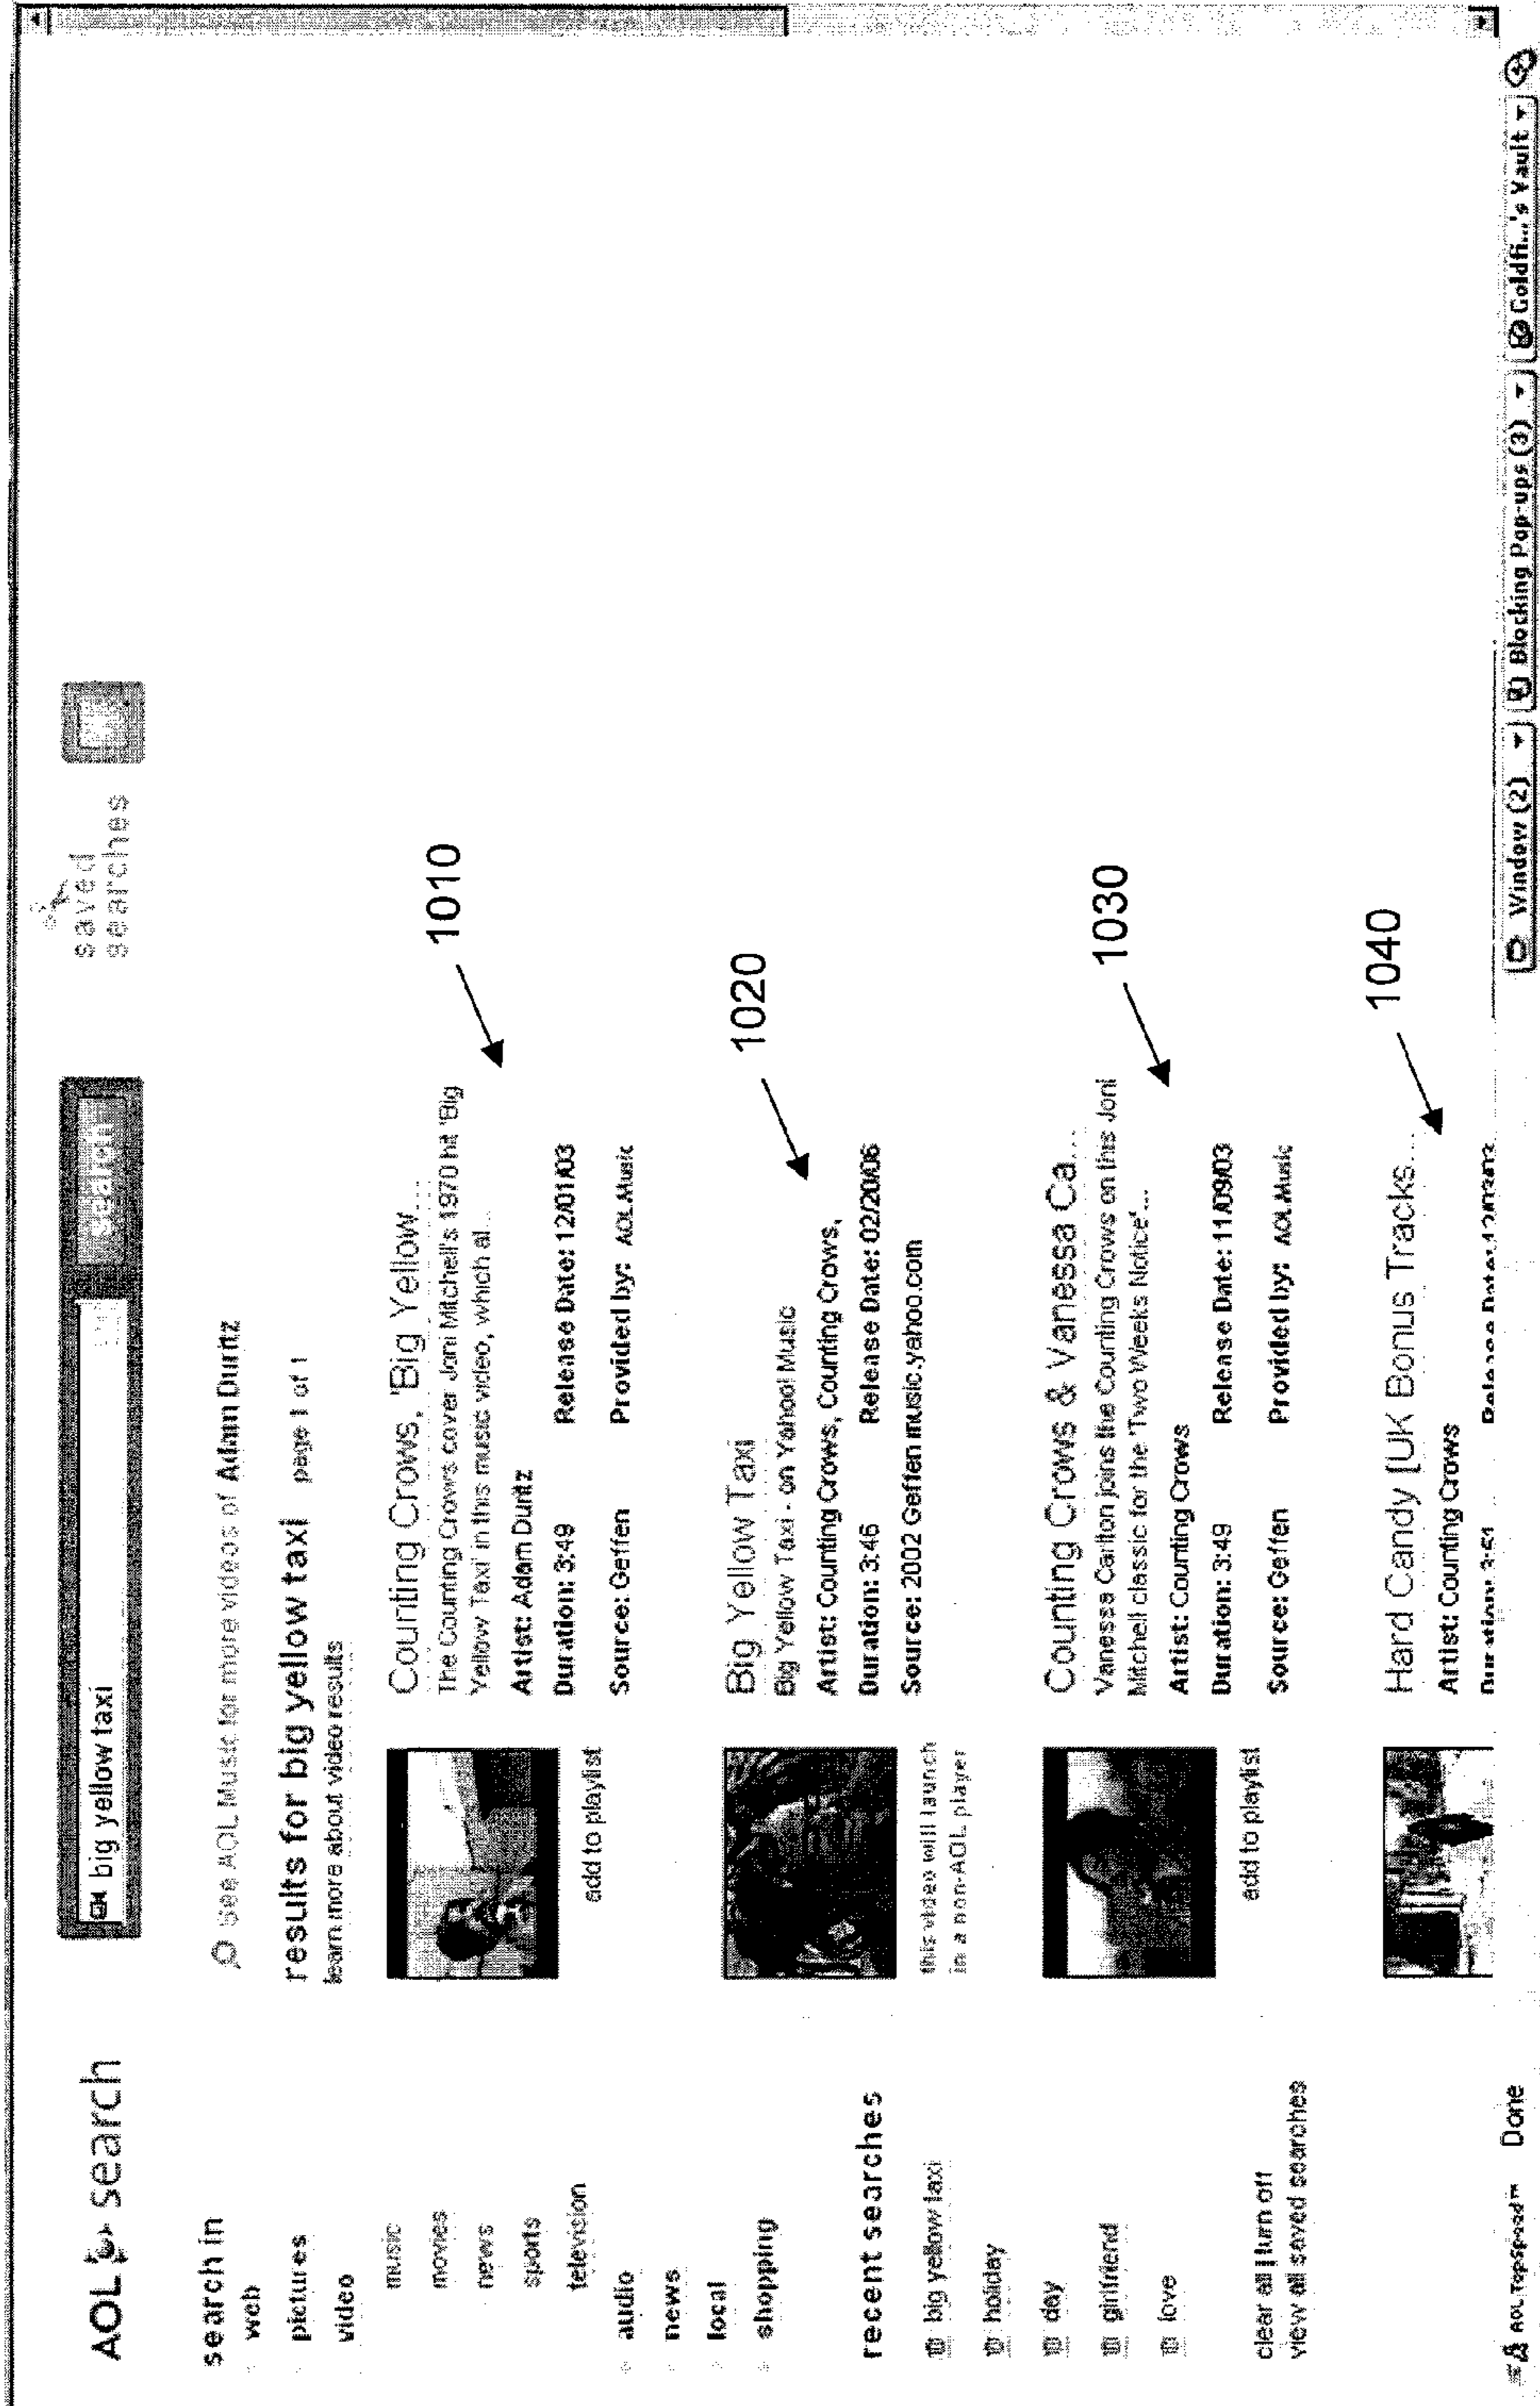 AOL search
big yellow taxi
search
saved
searches
search in
web
pictures
video
music
movies
news
sports
television
audio
news
local
shopping
recent searches
big yellow taxi
holiday
day
girlfriend
love
clear all | turn off
view all saved searches
See AOL Music for more videos of Adam Duritz
results for big yellow taxi page 1 of 1
learn more about video results
Counting Crows, 'Big Yellow...
The Counting Crows cover Joni Mitchell's 1970 hit 'Big
Yellow Taxi' in this music video, which al...
Artist: Adam Duritz
Duration: 3:49 Release Date: 12/01/03
Source: Geffen Provided by: AOL Music
add to playlist
1010
Big Yellow Taxi
Big Yellow Taxi - on Yahoo! Music
Artist: Counting Crows, Counting Crows,
Duration: 3:46 Release Date: 02/20/06
Source: 2002 Geffen music.yahoo.com
this video will launch
in a non-AOL player
1020
Counting Crows & Vanessa Ca...
Vanessa Carlton joins the Counting Crows on this Joni
Mitchell classic for the 'Two Weeks Notice'...
Artist: Counting Crows
Duration: 3:49 Release Date: 11/09/03
Source: Geffen Provided by: AOL Music
add to playlist
1030
Hard Candy [UK Bonus Tracks...
Artist: Counting Crows
Duration: 3:51 Release Date:
1040
AOL TopSpeed™ Done
Window (2) Blocking Pop-ups (3) Goldfi...'s Vault